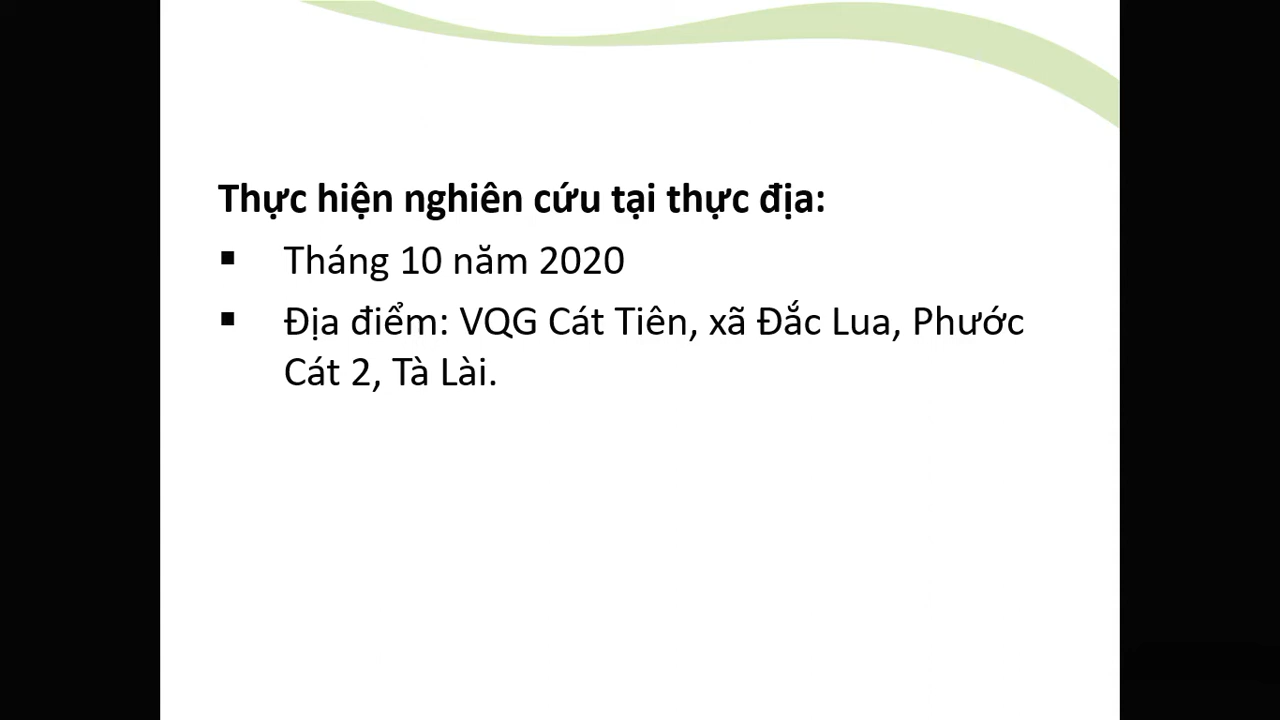 Thực hiện nghiên cứu tại thực địa:
▪ Tháng 10 năm 2020
▪ Địa điểm: VQG Cát Tiên, xã Đắc Lua, Phước
Cát 2, Tà Lài.